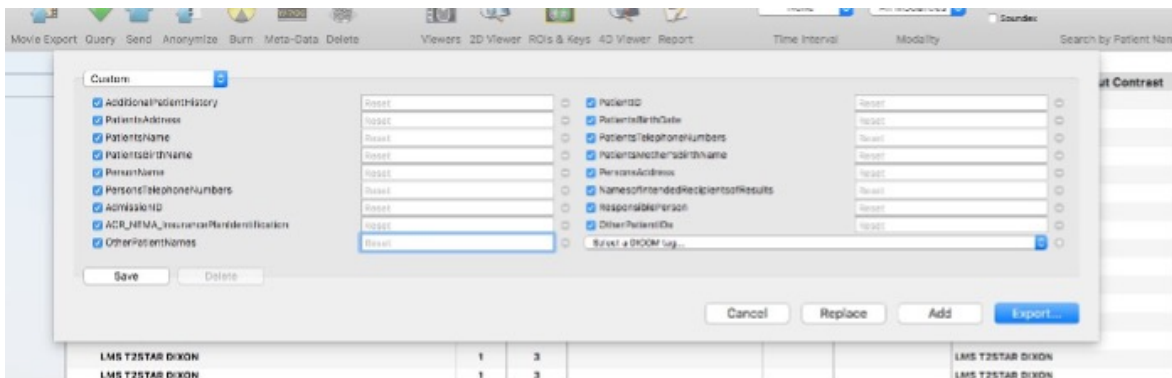 Soundex
Movie Export Query Send Anonymize Burn Meta-Data Delete Viewers 2D Viewer ROIs & Keys 4D Viewer Report Time Interval Modality Search by Patient Nam
Custom
ut Contrast
AdditionalPatientHistory Reset PatientID Reset
PatientsAddress Reset PatientsBirthDate Reset
PatientsName Reset PatientsTelephoneNumbers Reset
PatientsBirthName Reset PatientsMothersBirthName Reset
PersonName Reset PersonsAddress Reset
PersonsTelephoneNumbers Reset NamesofIntendedRecipientsofResults Reset
AdmissionID Reset ResponsiblePerson Reset
ACR_NEMA_InsurancePlanIdentification Reset OtherPatientIDs Reset
OtherPatientNames Reset Select a DICOM tag...
Save Delete
Cancel Replace Add Export...
LMS T2STAR DIXON 1 3 LMS T2STAR DIXON
LMS T2STAR DIXON 1 3 LMS T2STAR DIXON